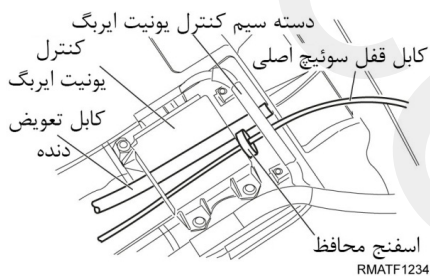 دسته سیم کنترل یونیت ایربگ
کنترل
یونیت ایربگ
کابل قفل سوئیچ اصلی
کابل تعویض
دنده
اسفنج محافظ
RMATF1234